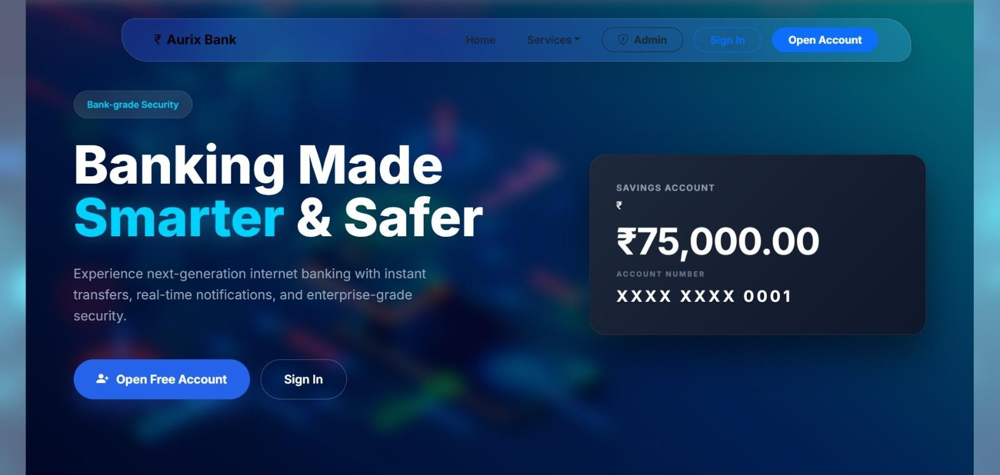 ₹ Aurix Bank
Home
Services
Admin
Sign In
Open Account
Bank-grade Security
Banking Made
Smarter & Safer
Experience next-generation internet banking with instant
transfers, real-time notifications, and enterprise-grade
security.
Open Free Account
Sign In
SAVINGS ACCOUNT
₹
₹75,000.00
ACCOUNT NUMBER
XXXX XXXX 0001